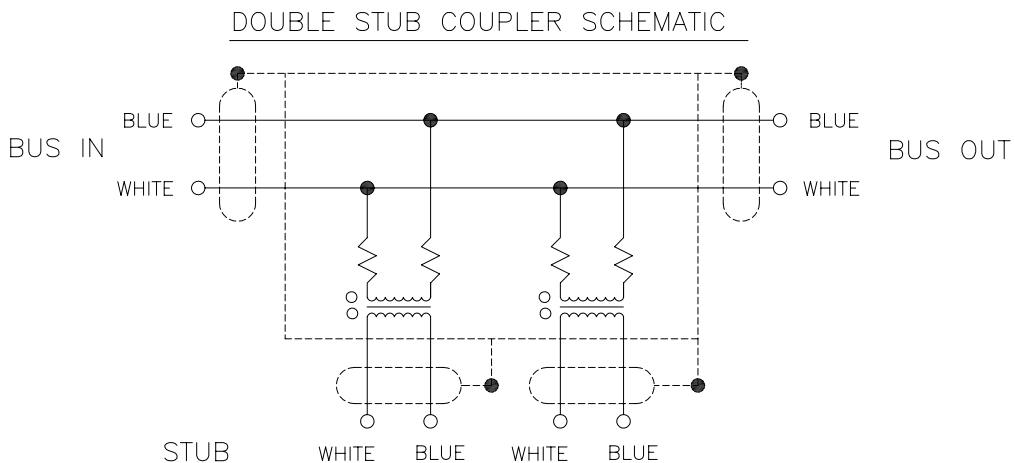 DOUBLE STUB COUPLER SCHEMATIC
BLUE BLUE
BUS IN BUS OUT
WHITE WHITE
STUB WHITE BLUE WHITE BLUE